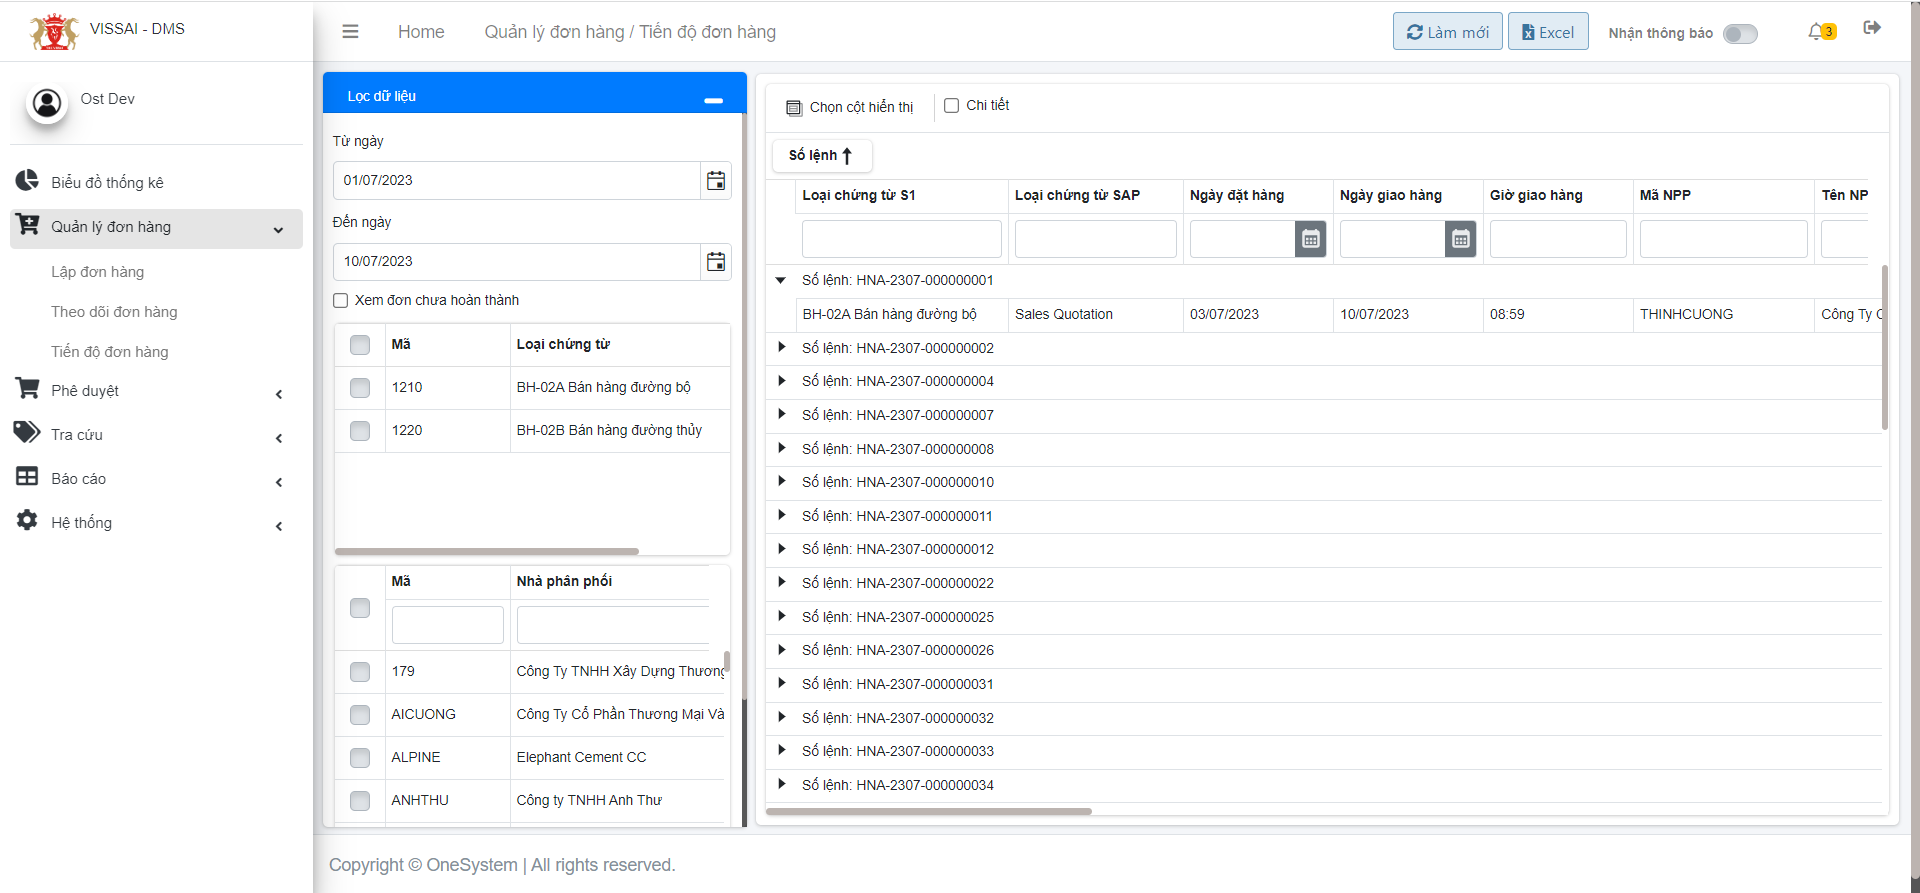 VISSAI - DMS
Home
Quản lý đơn hàng / Tiến độ đơn hàng
Làm mới
Excel
Nhận thông báo
3
Ost Dev
Biểu đồ thống kê
Quản lý đơn hàng
Lập đơn hàng
Theo dõi đơn hàng
Tiến độ đơn hàng
Phê duyệt
Tra cứu
Báo cáo
Hệ thống
Lọc dữ liệu
Từ ngày
01/07/2023
Đến ngày
10/07/2023
Xem đơn chưa hoàn thành
Mã Loại chứng từ
1210 BH-02A Bán hàng đường bộ
1220 BH-02B Bán hàng đường thủy
Mã Nhà phân phối
179 Công Ty TNHH Xây Dựng Thương
AICUONG Công Ty Cổ Phần Thương Mại Và
ALPINE Elephant Cement CC
ANHTHU Công ty TNHH Anh Thư
Chọn cột hiển thị
Chi tiết
Số lệnh
Loại chứng từ S1 Loại chứng từ SAP Ngày đặt hàng Ngày giao hàng Giờ giao hàng Mã NPP Tên NP
Số lệnh: HNA-2307-000000001
BH-02A Bán hàng đường bộ Sales Quotation 03/07/2023 10/07/2023 08:59 THINHCUONG Công Ty C
Số lệnh: HNA-2307-000000002
Số lệnh: HNA-2307-000000004
Số lệnh: HNA-2307-000000007
Số lệnh: HNA-2307-000000008
Số lệnh: HNA-2307-000000010
Số lệnh: HNA-2307-000000011
Số lệnh: HNA-2307-000000012
Số lệnh: HNA-2307-000000022
Số lệnh: HNA-2307-000000025
Số lệnh: HNA-2307-000000026
Số lệnh: HNA-2307-000000031
Số lệnh: HNA-2307-000000032
Số lệnh: HNA-2307-000000033
Số lệnh: HNA-2307-000000034
Copyright © OneSystem | All rights reserved.